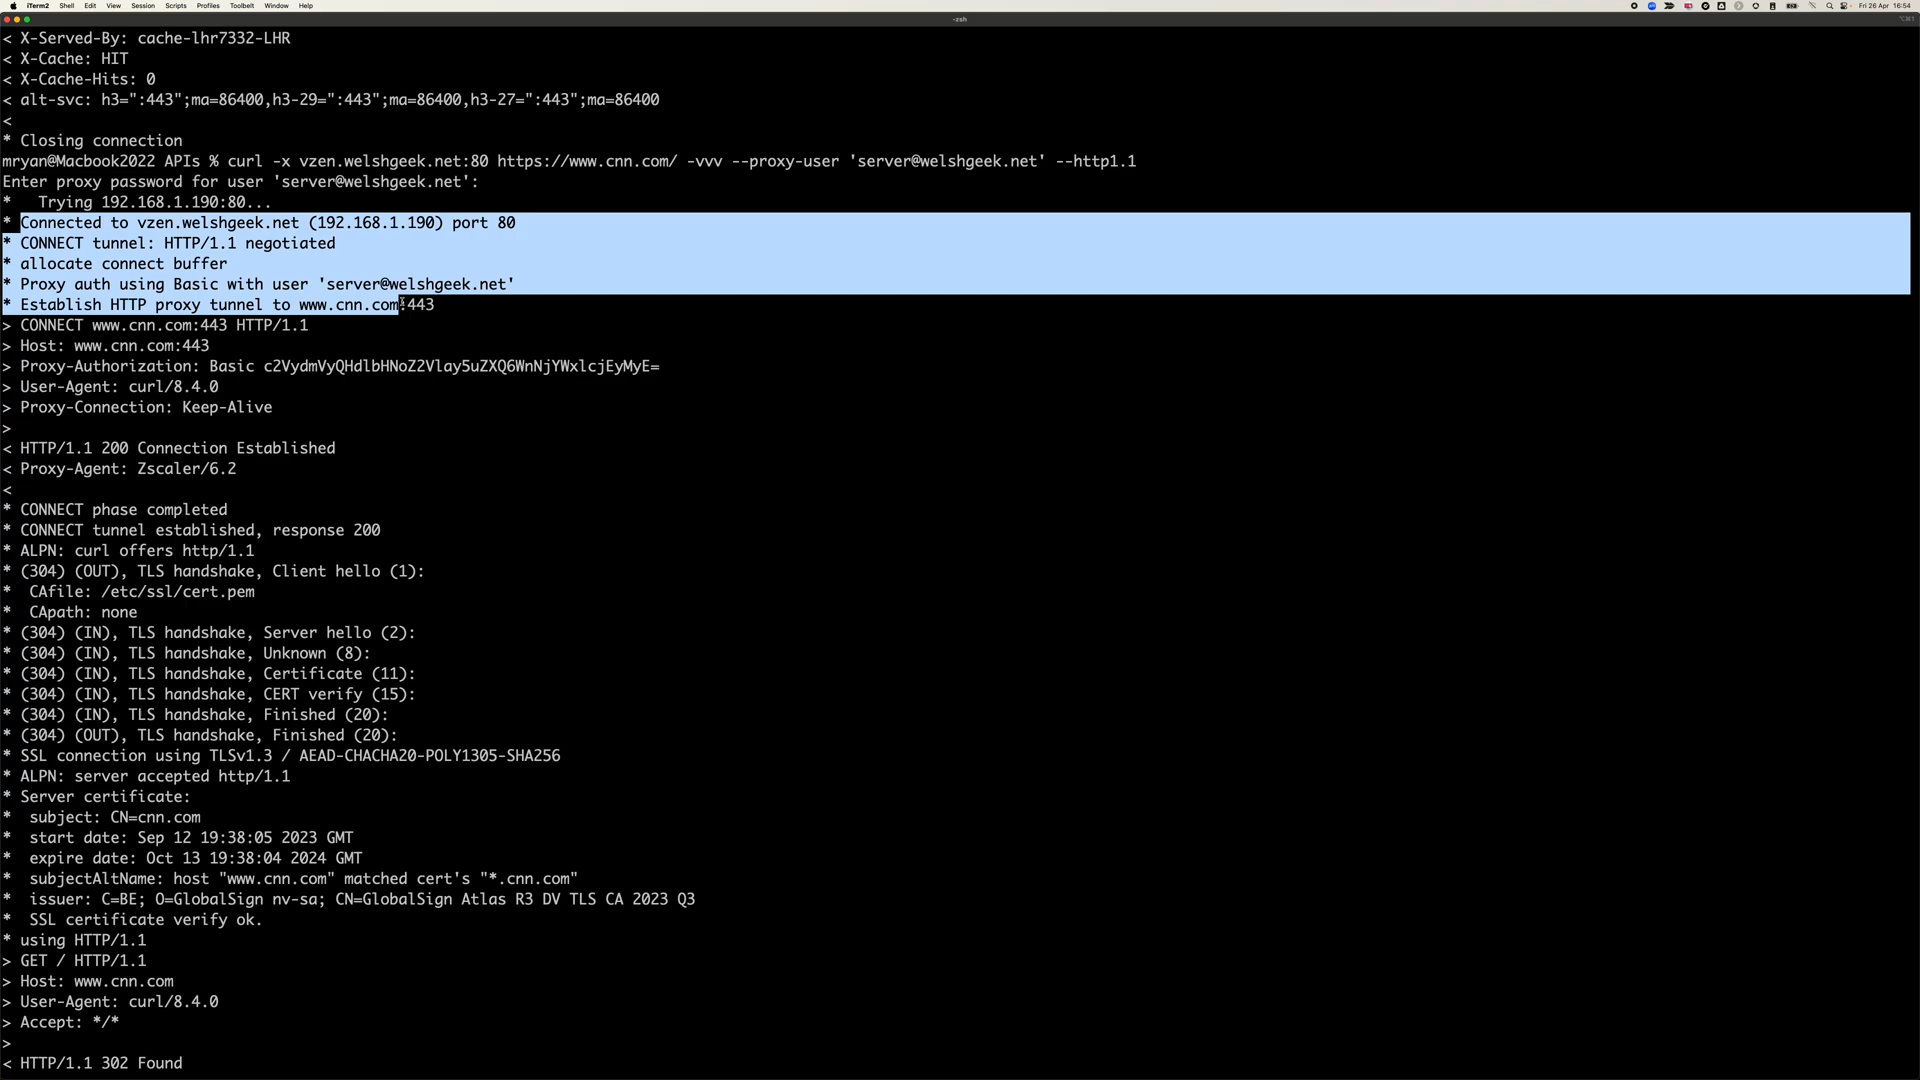 iTerm2 Shell Edit View Session Scripts Profiles Toolbelt Window Help
Fri 26 Apr 16:54
-zsh
< X-Served-By: cache-lhr7332-LHR
< X-Cache: HIT
< X-Cache-Hits: 0
< alt-svc: h3=":443";ma=86400,h3-29=":443";ma=86400,h3-27=":443";ma=86400
<
* Closing connection
mryan@Macbook2022 APIs % curl -x vzen.welshgeek.net:80 https://www.cnn.com/ -vvv --proxy-user 'server@welshgeek.net' --http1.1
Enter proxy password for user 'server@welshgeek.net':
*   Trying 192.168.1.190:80...
* Connected to vzen.welshgeek.net (192.168.1.190) port 80
* CONNECT tunnel: HTTP/1.1 negotiated
* allocate connect buffer
* Proxy auth using Basic with user 'server@welshgeek.net'
* Establish HTTP proxy tunnel to www.cnn.com:443
> CONNECT www.cnn.com:443 HTTP/1.1
> Host: www.cnn.com:443
> Proxy-Authorization: Basic c2VydmVyQHdlbHNoZ2Vlay5uZXQ6WnNjYWxlcjEyMyE=
> User-Agent: curl/8.4.0
> Proxy-Connection: Keep-Alive
>
< HTTP/1.1 200 Connection Established
< Proxy-Agent: Zscaler/6.2
<
* CONNECT phase completed
* CONNECT tunnel established, response 200
* ALPN: curl offers http/1.1
* (304) (OUT), TLS handshake, Client hello (1):
*  CAfile: /etc/ssl/cert.pem
*  CApath: none
* (304) (IN), TLS handshake, Server hello (2):
* (304) (IN), TLS handshake, Unknown (8):
* (304) (IN), TLS handshake, Certificate (11):
* (304) (IN), TLS handshake, CERT verify (15):
* (304) (IN), TLS handshake, Finished (20):
* (304) (OUT), TLS handshake, Finished (20):
* SSL connection using TLSv1.3 / AEAD-CHACHA20-POLY1305-SHA256
* ALPN: server accepted http/1.1
* Server certificate:
*  subject: CN=cnn.com
*  start date: Sep 12 19:38:05 2023 GMT
*  expire date: Oct 13 19:38:04 2024 GMT
*  subjectAltName: host "www.cnn.com" matched cert's "*.cnn.com"
*  issuer: C=BE; O=GlobalSign nv-sa; CN=GlobalSign Atlas R3 DV TLS CA 2023 Q3
*  SSL certificate verify ok.
* using HTTP/1.1
> GET / HTTP/1.1
> Host: www.cnn.com
> User-Agent: curl/8.4.0
> Accept: */*
>
< HTTP/1.1 302 Found